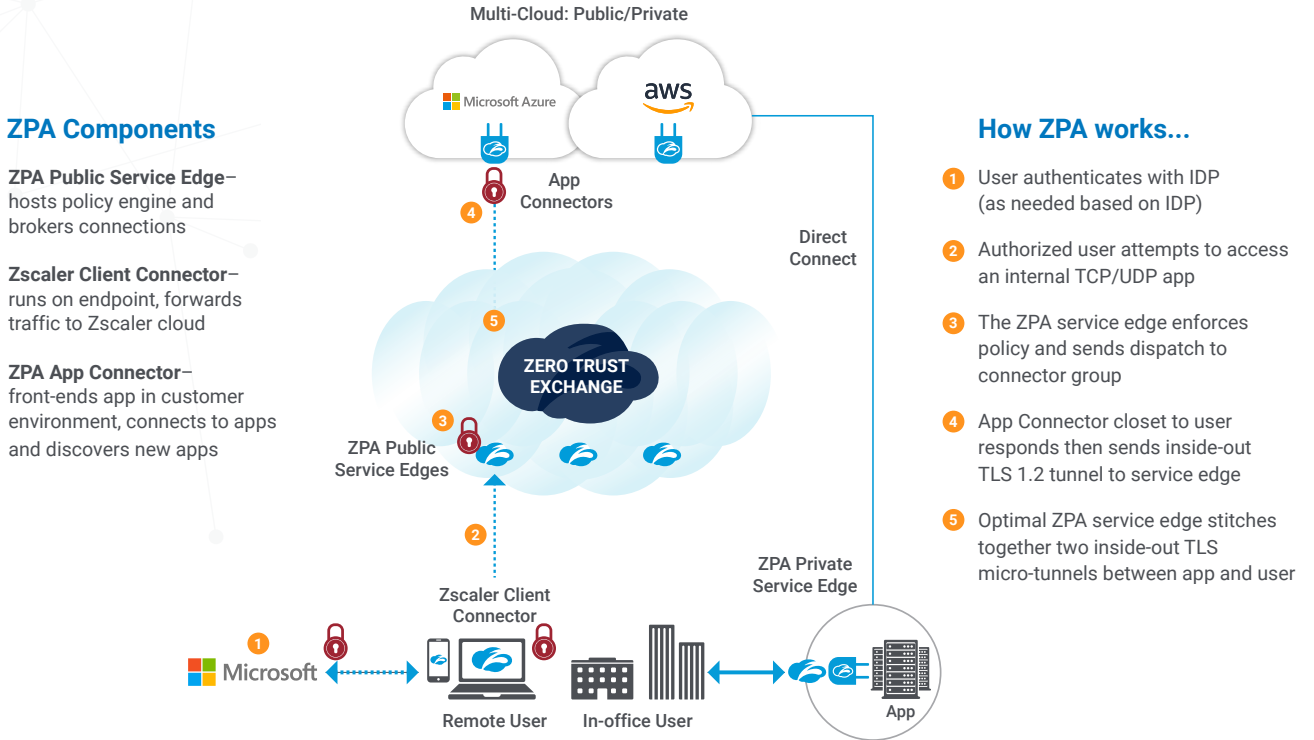 Multi-Cloud: Public/Private
Microsoft Azure
aws
App
Connectors
ZPA Components
ZPA Public Service Edge–
hosts policy engine and
brokers connections
Zscaler Client Connector–
runs on endpoint, forwards
traffic to Zscaler cloud
ZPA App Connector–
front-ends app in customer
environment, connects to apps
and discovers new apps
4
5
ZERO TRUST
EXCHANGE
3
ZPA Public
Service Edges
2
Zscaler Client
Connector
1
Microsoft
Remote User
In-office User
Direct
Connect
ZPA Private
Service Edge
App
How ZPA works...
1 User authenticates with IDP
(as needed based on IDP)
2 Authorized user attempts to access
an internal TCP/UDP app
3 The ZPA service edge enforces
policy and sends dispatch to
connector group
4 App Connector closet to user
responds then sends inside-out
TLS 1.2 tunnel to service edge
5 Optimal ZPA service edge stitches
together two inside-out TLS
micro-tunnels between app and user